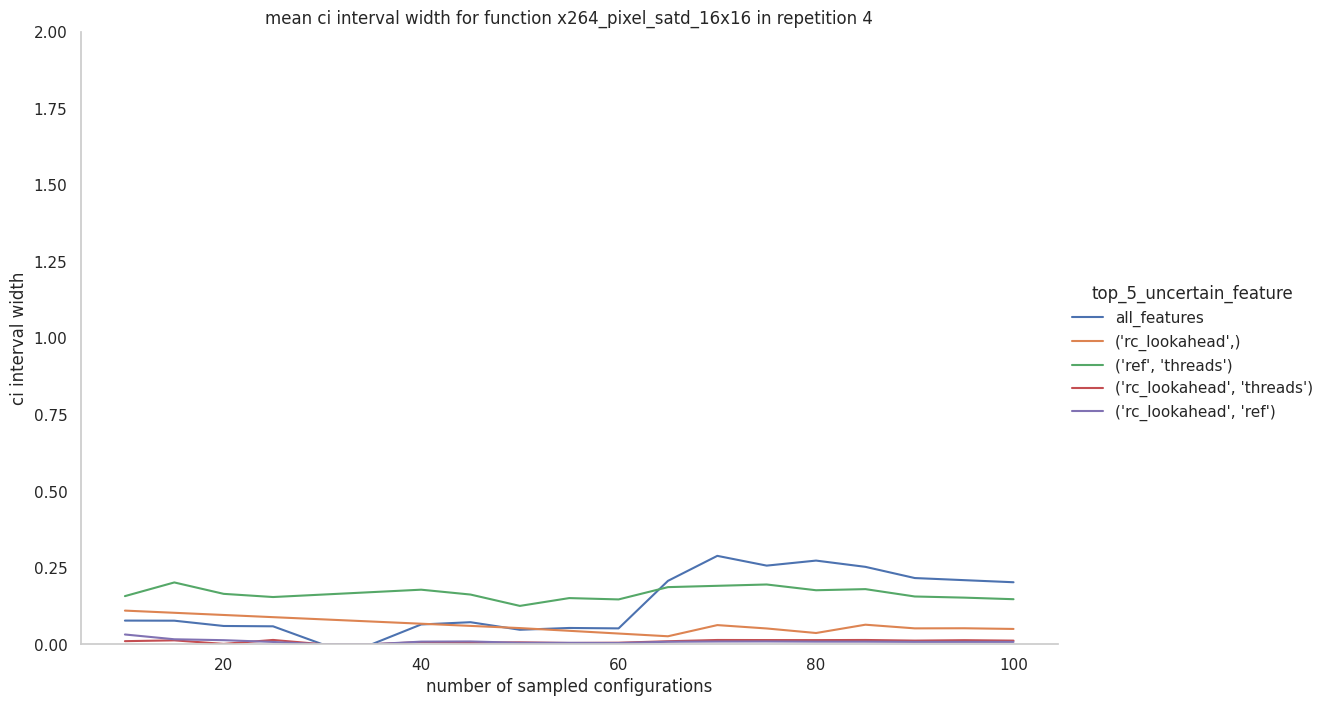 mean ci interval width for function x264_pixel_satd_16x16 in repetition 4
2.00
1.75
1.50
1.25
1.00
0.75
0.50
0.25
0.00
ci interval width
20
40
60
80
100
number of sampled configurations
top_5_uncertain_feature
all_features
('rc_lookahead',)
('ref', 'threads')
('rc_lookahead', 'threads')
('rc_lookahead', 'ref')